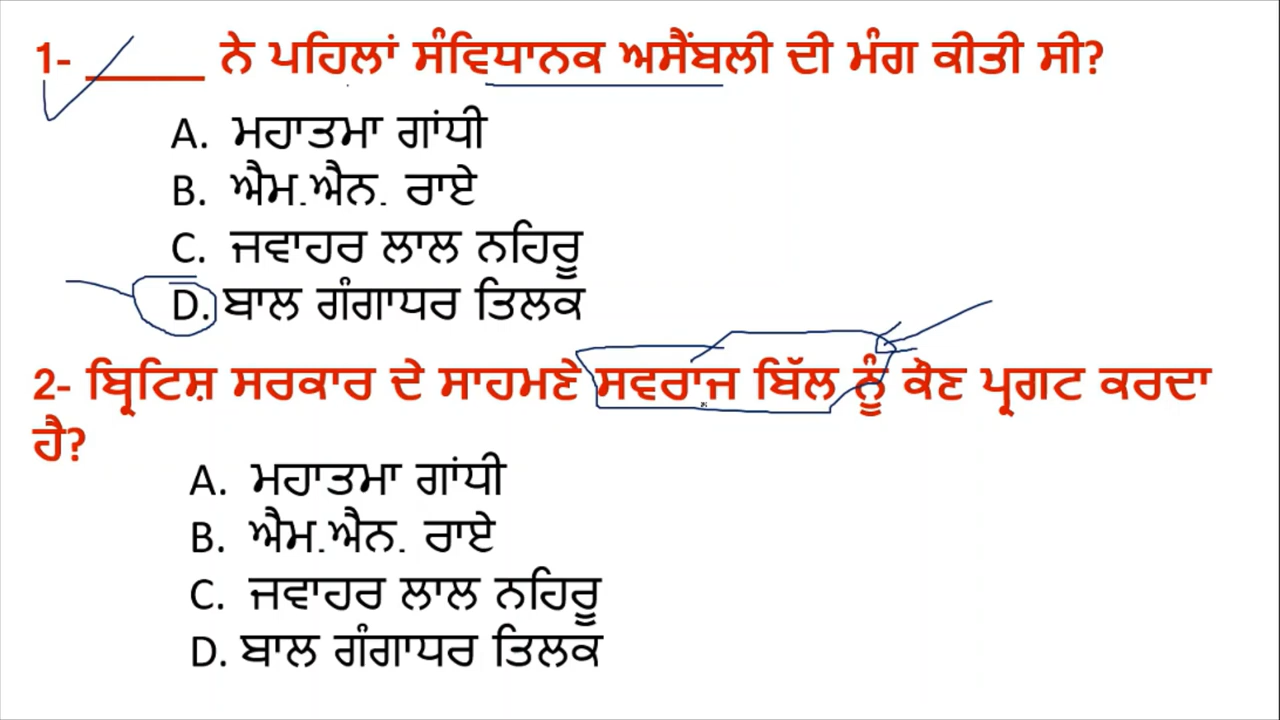 1- ______ ਨੇ ਪਹਿਲਾਂ ਸੰਵਿਧਾਨਕ ਅਸੈਂਬਲੀ ਦੀ ਮੰਗ ਕੀਤੀ ਸੀ?
A. ਮਹਾਤਮਾ ਗਾਂਧੀ
B. ਐਮ.ਐਨ. ਰਾਏ
C. ਜਵਾਹਰ ਲਾਲ ਨਹਿਰੂ
D. ਬਾਲ ਗੰਗਾਧਰ ਤਿਲਕ
2- ਬ੍ਰਿਟਿਸ਼ ਸਰਕਾਰ ਦੇ ਸਾਹਮਣੇ ਸਵਰਾਜ ਬਿੱਲ ਨੂੰ ਕੌਣ ਪ੍ਰਗਟ ਕਰਦਾ
ਹੈ?
A. ਮਹਾਤਮਾ ਗਾਂਧੀ
B. ਐਮ.ਐਨ. ਰਾਏ
C. ਜਵਾਹਰ ਲਾਲ ਨਹਿਰੂ
D. ਬਾਲ ਗੰਗਾਧਰ ਤਿਲਕ